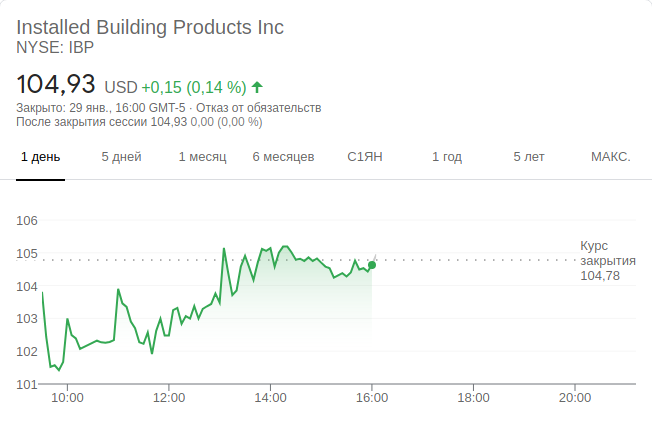 Installed Building Products Inc
NYSE: IBP
104,93 USD +0,15 (0,14 %)
Закрыто: 29 янв., 16:00 GMT-5 · Отказ от обязательств
После закрытия сессии 104,93 0,00 (0,00 %)
1 день 5 дней 1 месяц 6 месяцев С1ЯН 1 год 5 лет МАКС.
106
105
104
103
102
101
Курс
закрытия
104,78
10:00 12:00 14:00 16:00 18:00 20:00